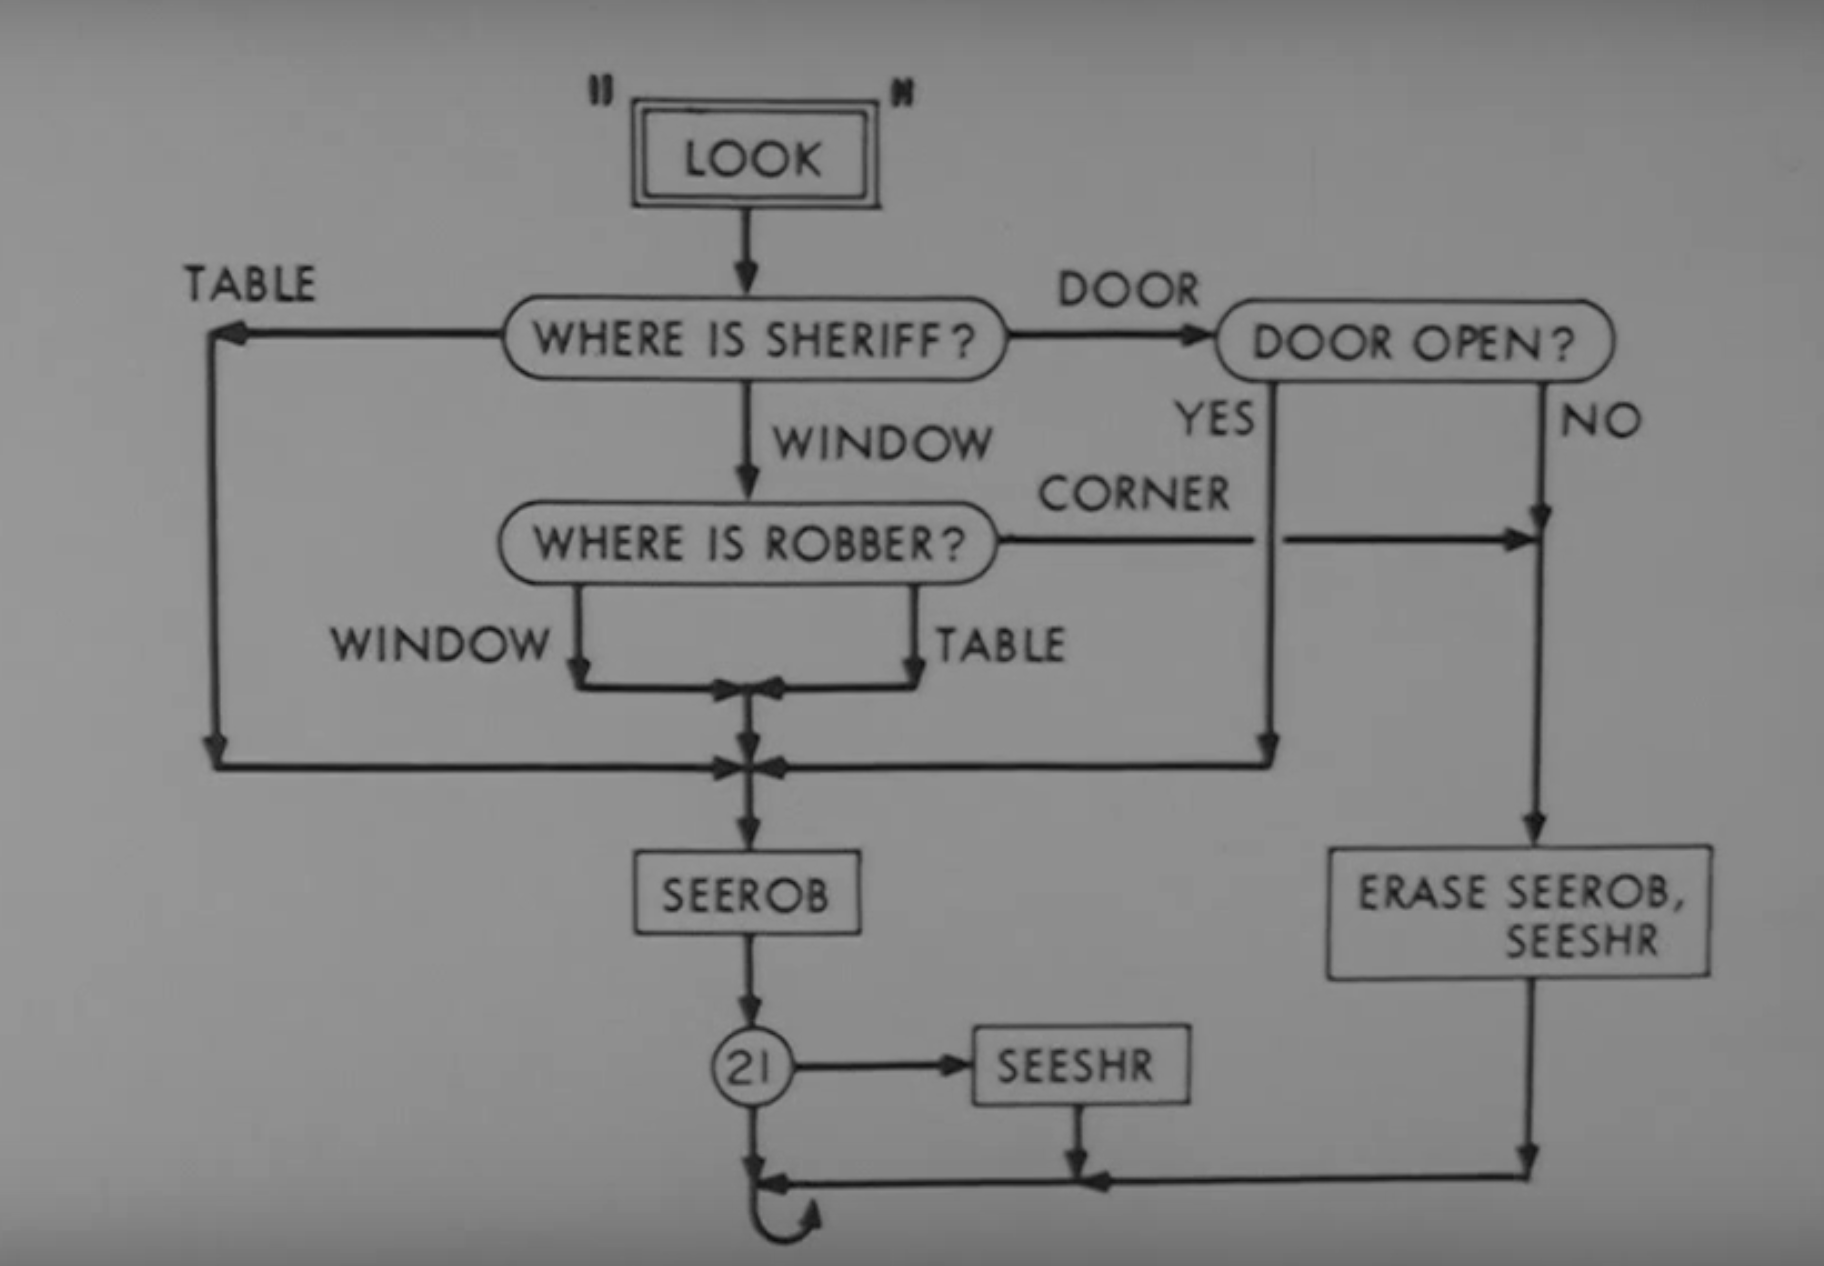 " LOOK "
TABLE
DOOR
WHERE IS SHERIFF?
DOOR OPEN?
YES
NO
WINDOW
CORNER
WHERE IS ROBBER?
WINDOW
TABLE
SEEROB
ERASE SEEROB,
SEESHR
21
SEESHR